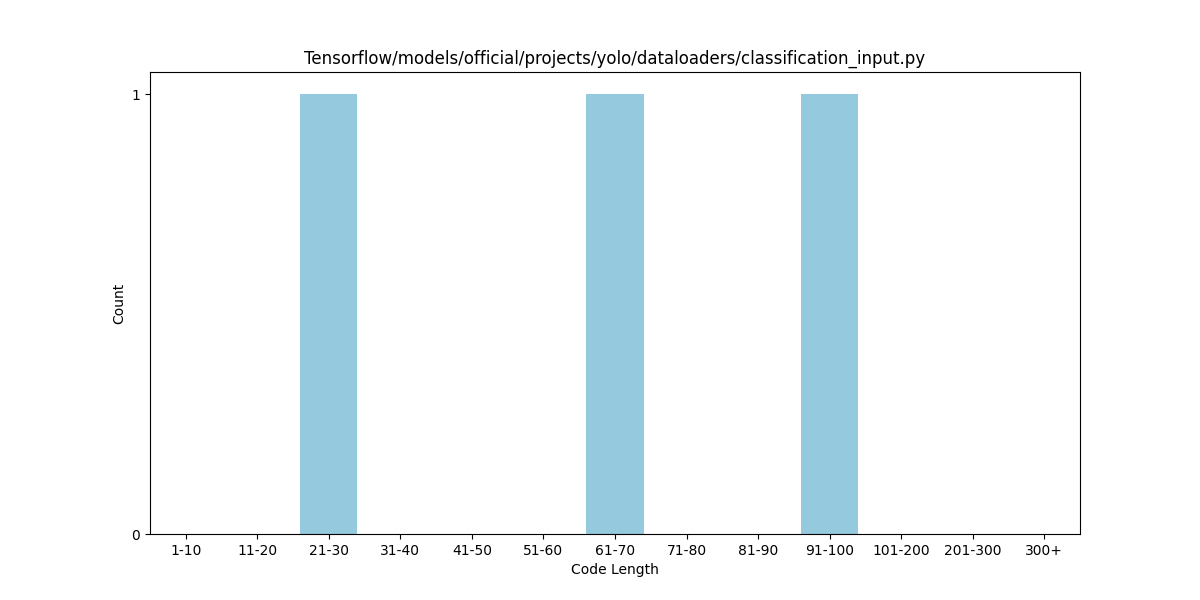 Tensorflow/models/official/projects/yolo/dataloaders/classification_input.py
1
Count
0
1-10 11-20 21-30 31-40 41-50 51-60 61-70 71-80 81-90 91-100 101-200 201-300 300+
Code Length